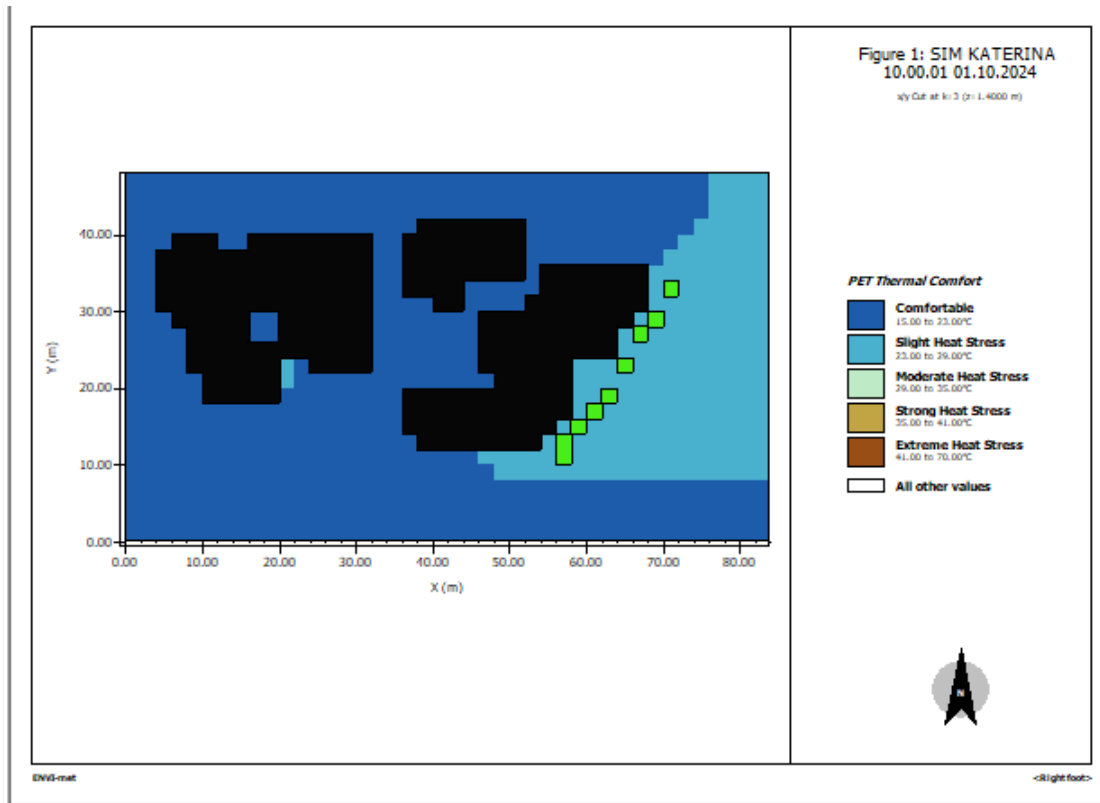 Figure 1: SIM KATERINA
10.00.01 01.10.2024
x/y Cut at k=3 (z=1.4000 m)
40.00
30.00
20.00
10.00
0.00
Y (m)
0.00 10.00 20.00 30.00 40.00 50.00 60.00 70.00 80.00
X (m)
PET Thermal Comfort
Comfortable
15.00 to 23.00°C
Slight Heat Stress
23.00 to 29.00°C
Moderate Heat Stress
29.00 to 35.00°C
Strong Heat Stress
35.00 to 41.00°C
Extreme Heat Stress
41.00 to 70.00°C
All other values
N
ENVI-met
<Right foot>